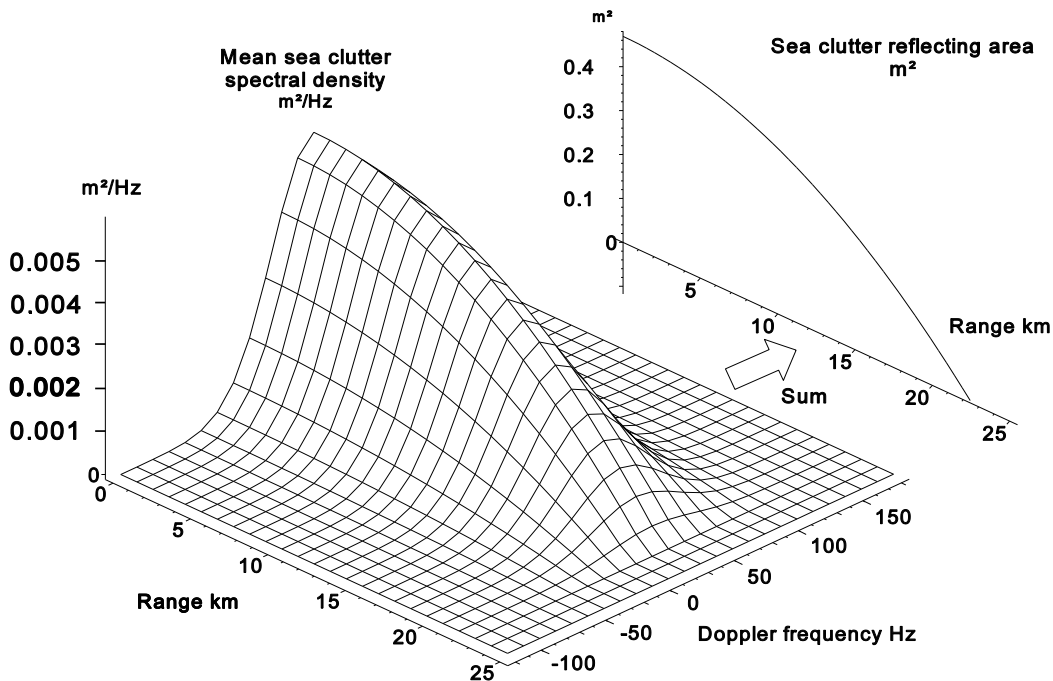 m²
Sea clutter reflecting area
m²
Mean sea clutter
spectral density
m²/Hz
m²/Hz
0.4
0.3
0.2
0.1
0
5
10
15
20
25
Range km
Sum
0.005
0.004
0.003
0.002
0.001
0
0
5
10
15
20
25
Range km
-100
-50
0
50
100
150
Doppler frequency Hz